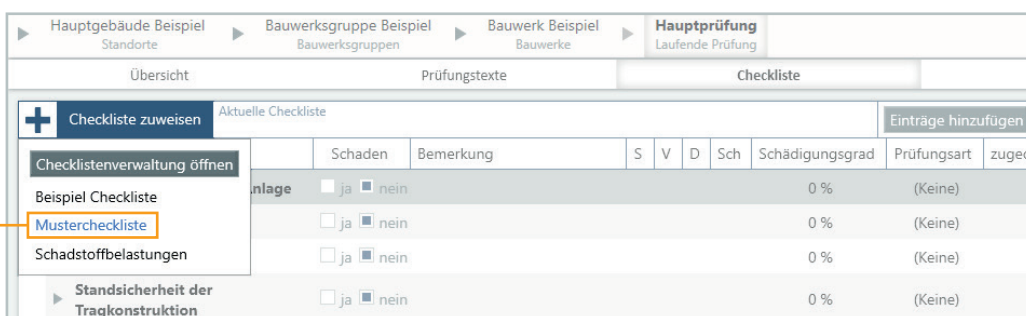 Hauptgebäude Beispiel
Standorte
Bauwerksgruppe Beispiel
Bauwerksgruppen
Bauwerk Beispiel
Bauwerke
Hauptprüfung
Laufende Prüfung
Übersicht
Prüfungstexte
Checkliste
Checkliste zuweisen
Aktuelle Checkliste
Einträge hinzufügen
Checklistenverwaltung öffnen
Beispiel Checkliste
Mustercheckliste
Schadstoffbelastungen
Schaden Bemerkung S V D Sch Schädigungsgrad Prüfungsart
nlage ja nein 0 % (Keine)
ja nein 0 % (Keine)
ja nein 0 % (Keine)
Standsicherheit der
Tragkonstruktion
ja nein 0 % (Keine)